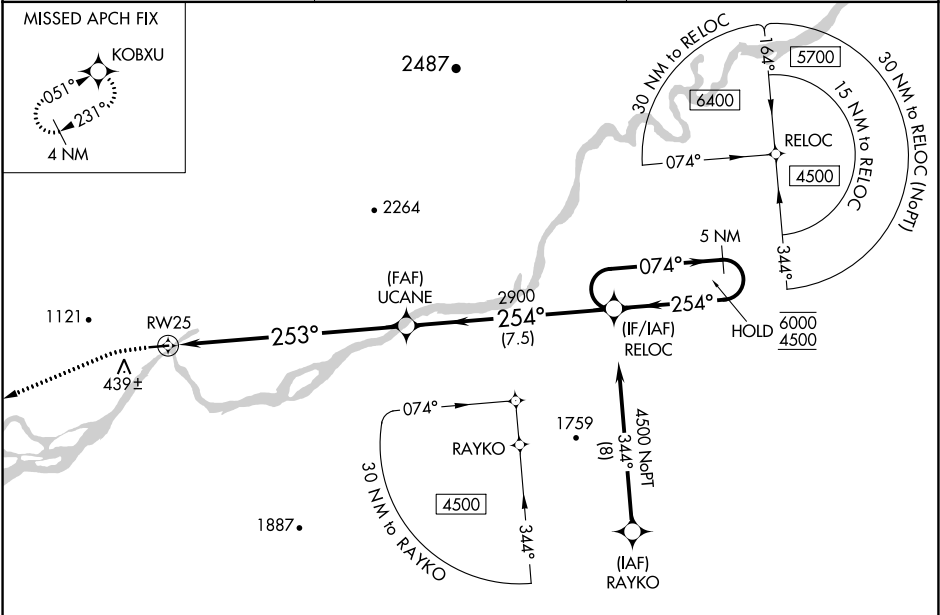 MISSED APCH FIX
KOBXU
051°
231°
4 NM
2487
2264
1121
RW25
439±
253°
(FAF)
UCANE
2900
254°
(7.5)
074°
5 NM
254°
(IF/IAF)
RELOC
HOLD
6000
4500
30 NM to RELOC
6400
164°
5700
15 NM to RELOC
30 NM to RELOC (NoPT)
RELOC
074°
4500
344°
074°
RAYKO
4500
344°
30 NM to RAYKO
1759
4500 NoPT
344°
(8)
1887
(IAF)
RAYKO